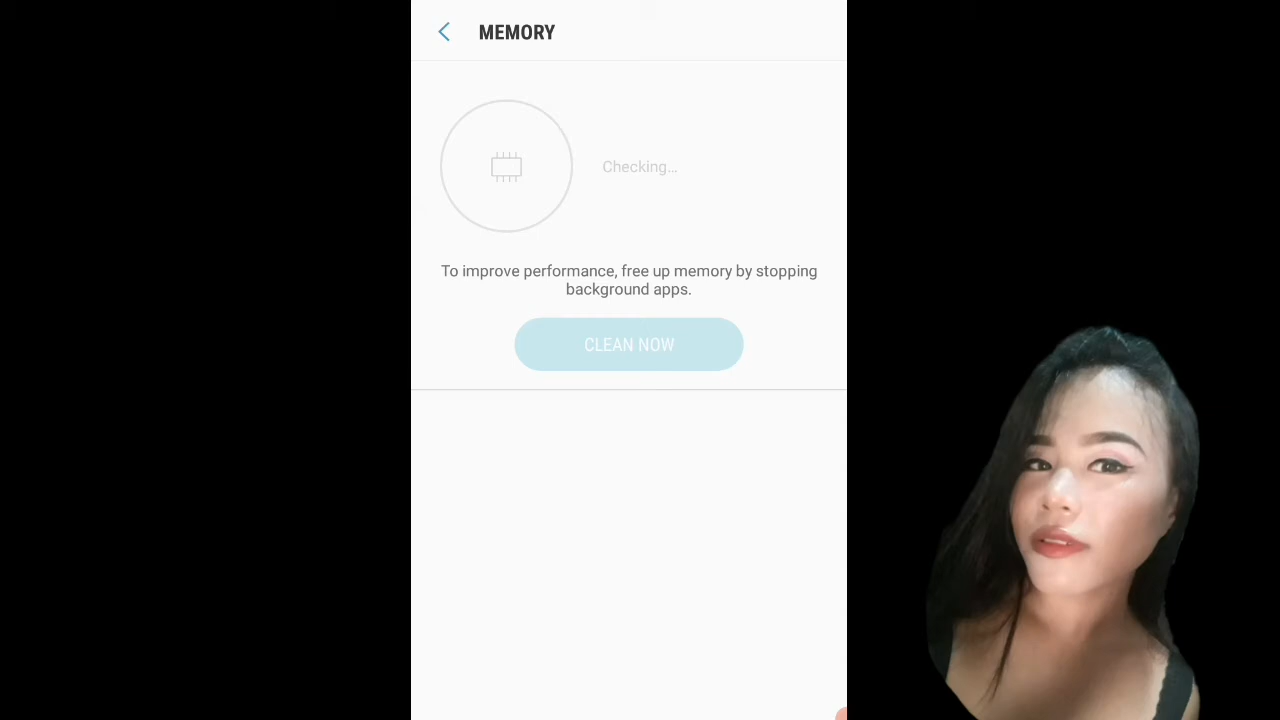 MEMORY
Checking...
To improve performance, free up memory by stopping
background apps.
CLEAN NOW